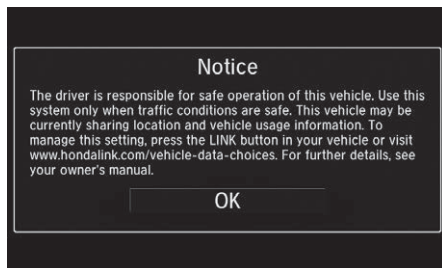 Notice
The driver is responsible for safe operation of this vehicle. Use this
system only when traffic conditions are safe. This vehicle may be
currently sharing location and vehicle usage information. To
manage this setting, press the LINK button in your vehicle or visit
www.hondalink.com/vehicle-data-choices. For further details, see
your owner's manual.
OK